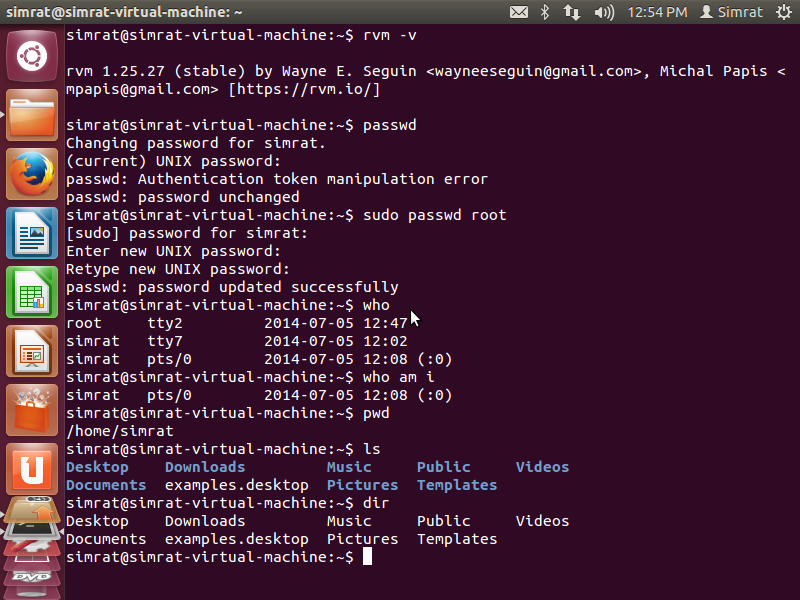 simrat@simrat-virtual-machine: ~ 12:54 PM Simrat
simrat@simrat-virtual-machine:~$ rvm -v
rvm 1.25.27 (stable) by Wayne E. Seguin <wayneeseguin@gmail.com>, Michal Papis <
mpapis@gmail.com> [https://rvm.io/]
simrat@simrat-virtual-machine:~$ passwd
Changing password for simrat.
(current) UNIX password:
passwd: Authentication token manipulation error
passwd: password unchanged
simrat@simrat-virtual-machine:~$ sudo passwd root
[sudo] password for simrat:
Enter new UNIX password:
Retype new UNIX password:
passwd: password updated successfully
simrat@simrat-virtual-machine:~$ who
root     tty2         2014-07-05 12:47
simrat   tty7         2014-07-05 12:02
simrat   pts/0        2014-07-05 12:08 (:0)
simrat@simrat-virtual-machine:~$ who am i
simrat   pts/0        2014-07-05 12:08 (:0)
simrat@simrat-virtual-machine:~$ pwd
/home/simrat
simrat@simrat-virtual-machine:~$ ls
Desktop    Downloads         Music     Public     Videos
Documents  examples.desktop  Pictures  Templates
simrat@simrat-virtual-machine:~$ dir
Desktop    Downloads         Music     Public     Videos
Documents  examples.desktop  Pictures  Templates
simrat@simrat-virtual-machine:~$